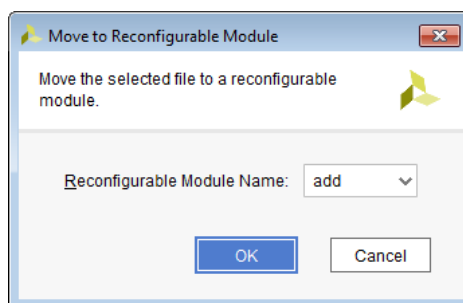 Move to Reconfigurable Module
Move the selected file to a reconfigurable
module.
Reconfigurable Module Name: add
OK Cancel